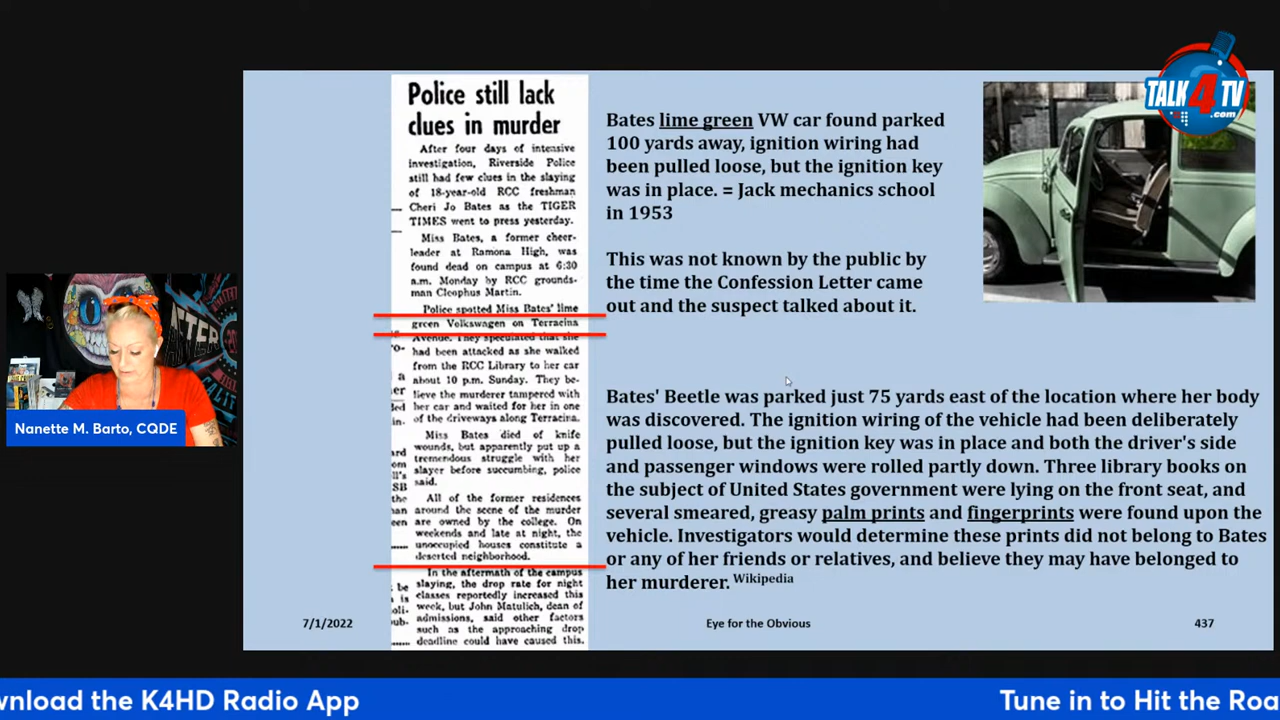 TALK 4 TV
.com
Police still lack
clues in murder
After four days of intensive
investigation, Riverside Police
still had few clues in the slaying
of 18-year-old RCC freshman
Cheri Jo Bates as the TIGER
TIMES went to press yesterday.
Miss Bates, a former cheer-
leader at Ramona High, was
found dead on campus at 6:30
a.m. Monday by RCC grounds-
man Cleophus Martin.
Police spotted Miss Bates' lime
green Volkswagen on Terracina
Avenue. They speculated that she
had been attacked as she walked
from the RCC Library to her car
about 10 p.m. Sunday. They be-
lieve the murderer tampered with
her car and waited for her in one
of the driveways along Terracina.
Miss Bates died of knife
wounds, but apparently put up a
tremendous struggle with her
slayer before succumbing, police
said.
All of the former residences
around the scene of the murder
are owned by the college. On
weekends and late at night, the
unoccupied houses constitute a
deserted neighborhood.
In the aftermath of the campus
slaying, the drop rate for night
classes reportedly increased this
week, but John Matulich, dean of
admissions, said other factors
such as the approaching drop
deadline could have caused this.
Bates lime green VW car found parked
100 yards away, ignition wiring had
been pulled loose, but the ignition key
was in place. = Jack mechanics school
in 1953
This was not known by the public by
the time the Confession Letter came
out and the suspect talked about it.
Bates' Beetle was parked just 75 yards east of the location where her body
was discovered. The ignition wiring of the vehicle had been deliberately
pulled loose, but the ignition key was in place and both the driver's side
and passenger windows were rolled partly down. Three library books on
the subject of United States government were lying on the front seat, and
several smeared, greasy palm prints and fingerprints were found upon the
vehicle. Investigators would determine these prints did not belong to Bates
or any of her friends or relatives, and believe they may have belonged to
her murderer. Wikipedia
7/1/2022
Eye for the Obvious
437
Nanette M. Barto, CQDE
wnload the K4HD Radio App
Tune in to Hit the Roa